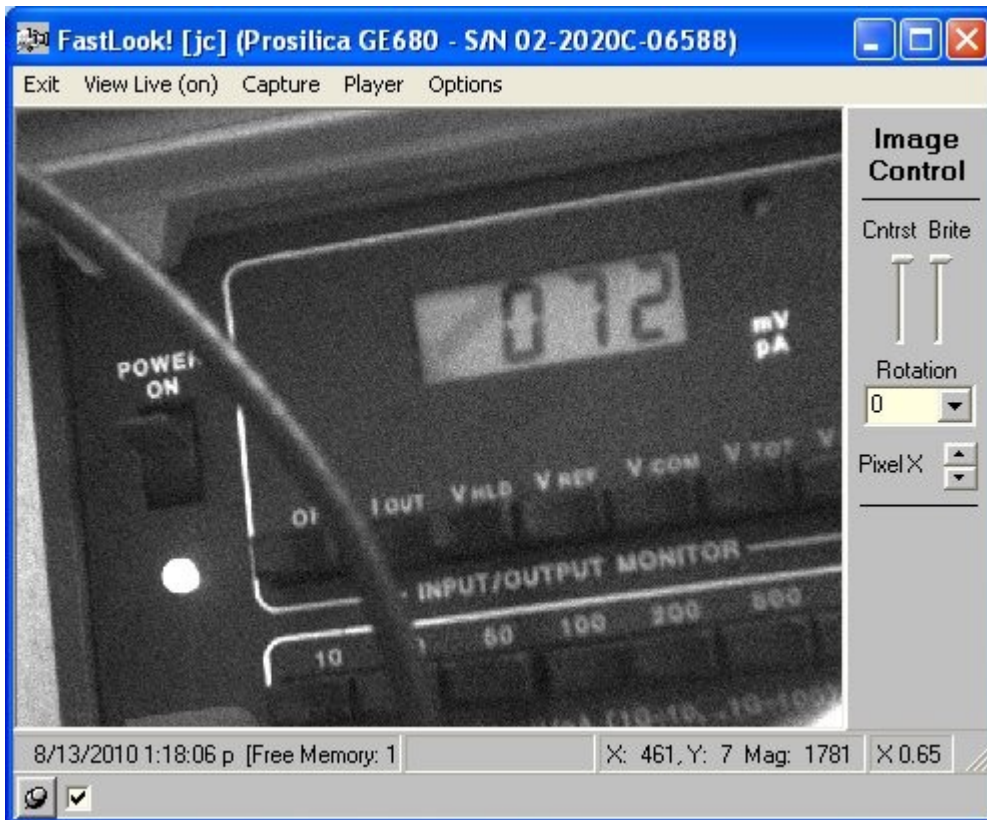 FastLook! [jc] (Prosilica GE680 - S/N 02-2020C-06588)
Exit View Live (on) Capture Player Options
Image
Control
Cntrst Brite
Rotation
0
Pixel X
072
mV
pA
POWER
ON
I OUT V HLD V REF V COM V TOT V
INPUT/OUTPUT MONITOR
10 50 100 200
8/13/2010 1:18:06 p [Free Memory: 1
X: 461, Y: 7 Mag: 1781
X 0.65